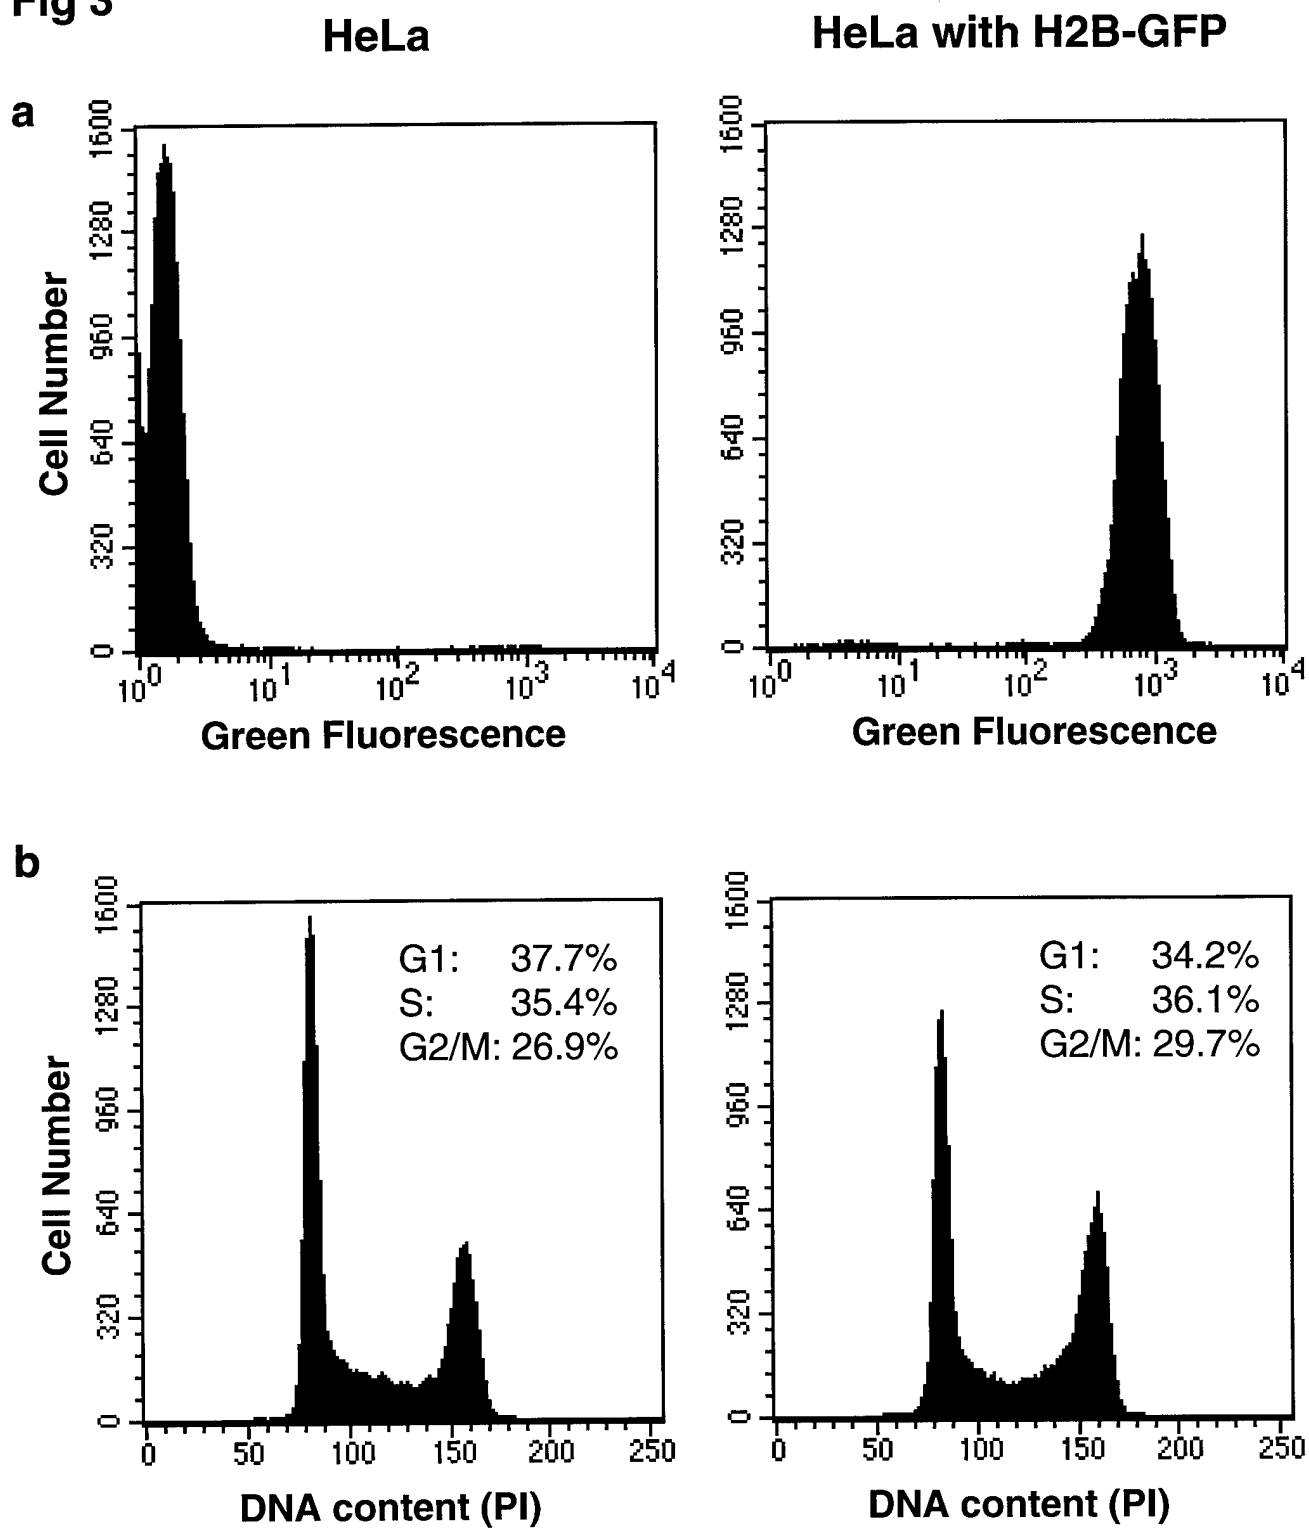 Fig 3
HeLa
HeLa with H2B-GFP
a
Cell Number
1600
1280
960
640
320
0
10^0 10^1 10^2 10^3 10^4
Green Fluorescence
1600
1280
960
640
320
0
10^0 10^1 10^2 10^3 10^4
Green Fluorescence
b
Cell Number
1600
1280
960
640
320
0
G1: 37.7%
S: 35.4%
G2/M: 26.9%
0 50 100 150 200 250
DNA content (PI)
1600
1280
960
640
320
0
G1: 34.2%
S: 36.1%
G2/M: 29.7%
0 50 100 150 200 250
DNA content (PI)